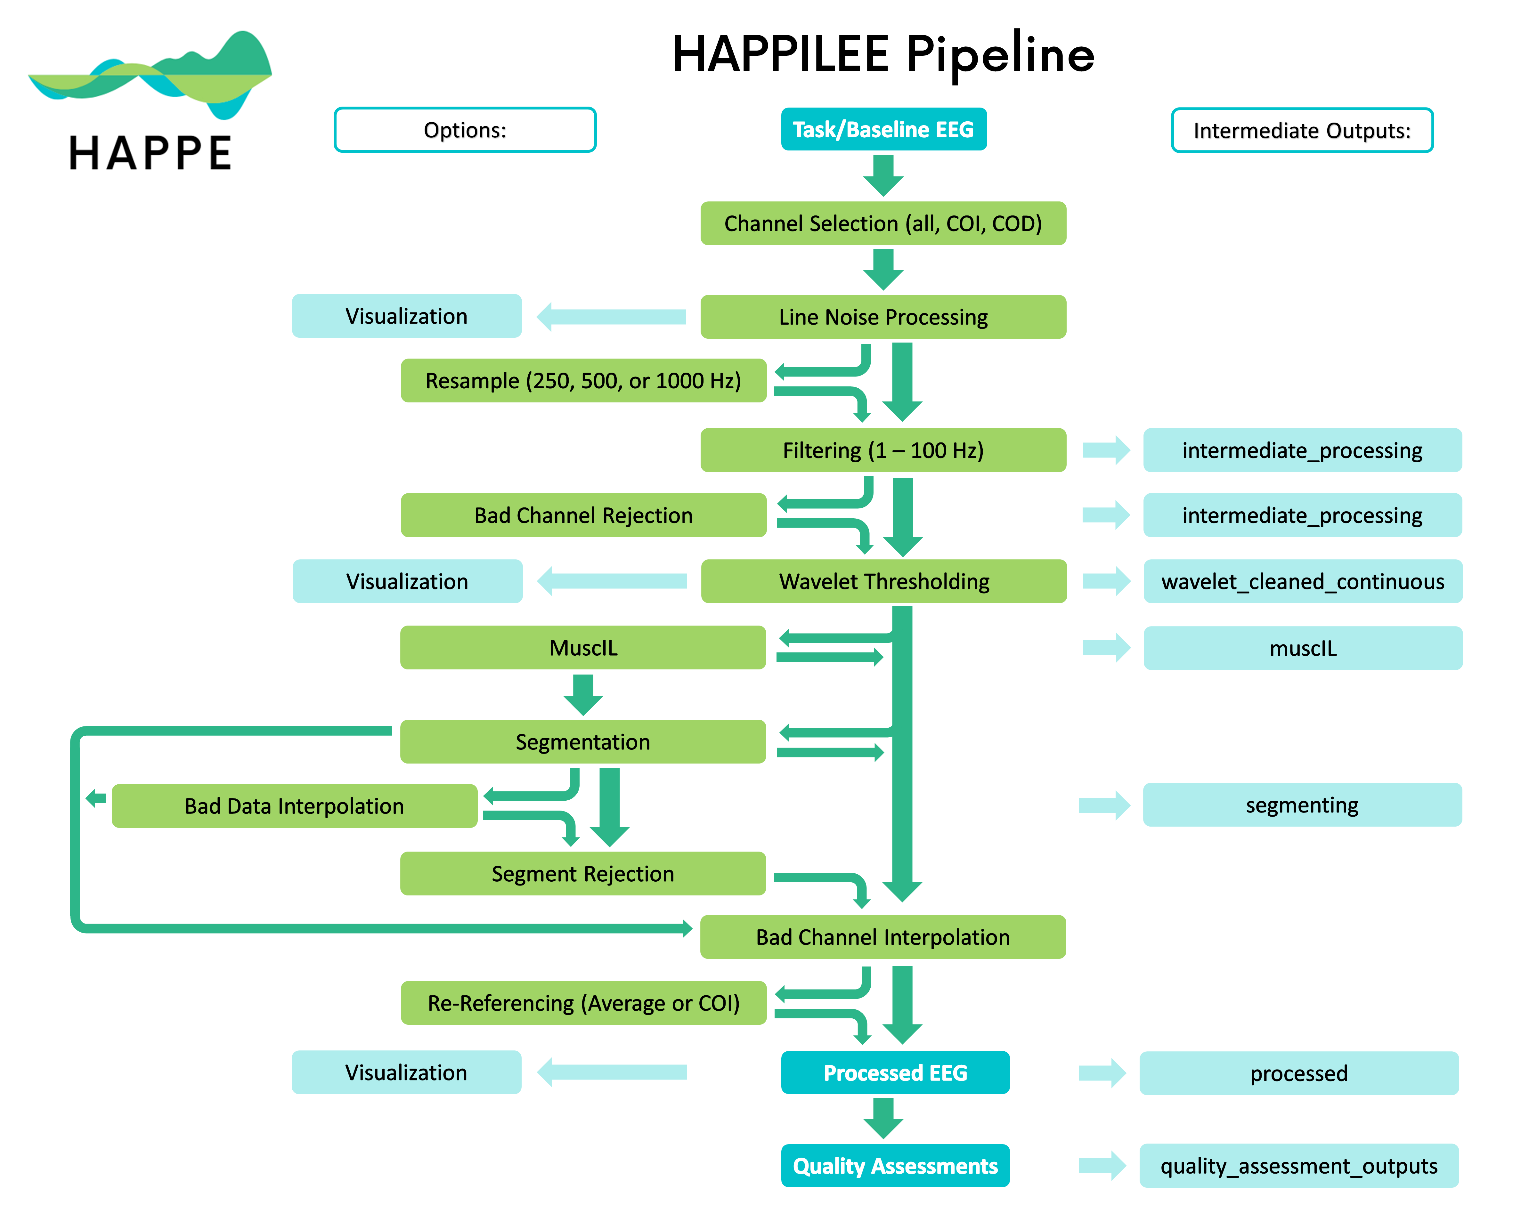 HAPPILEE Pipeline
HAPPE
Options:
Task/Baseline EEG
Intermediate Outputs:
Channel Selection (all, COI, COD)
Visualization
Line Noise Processing
Resample (250, 500, or 1000 Hz)
Filtering (1 – 100 Hz)
intermediate_processing
Bad Channel Rejection
intermediate_processing
Visualization
Wavelet Thresholding
wavelet_cleaned_continuous
MuscIL
muscIL
Segmentation
Bad Data Interpolation
segmenting
Segment Rejection
Bad Channel Interpolation
Re-Referencing (Average or COI)
Visualization
Processed EEG
processed
Quality Assessments
quality_assessment_outputs